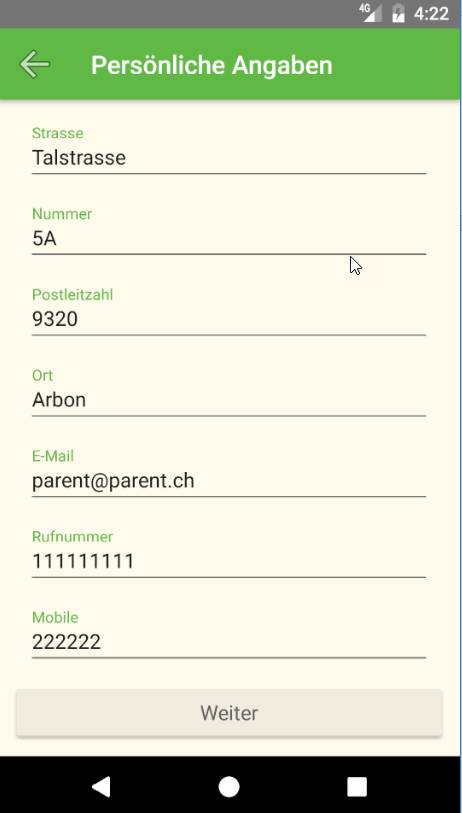 4G 4:22
Persönliche Angaben
Strasse
Talstrasse
Nummer
5A
Postleitzahl
9320
Ort
Arbon
E-Mail
parent@parent.ch
Rufnummer
111111111
Mobile
222222
Weiter